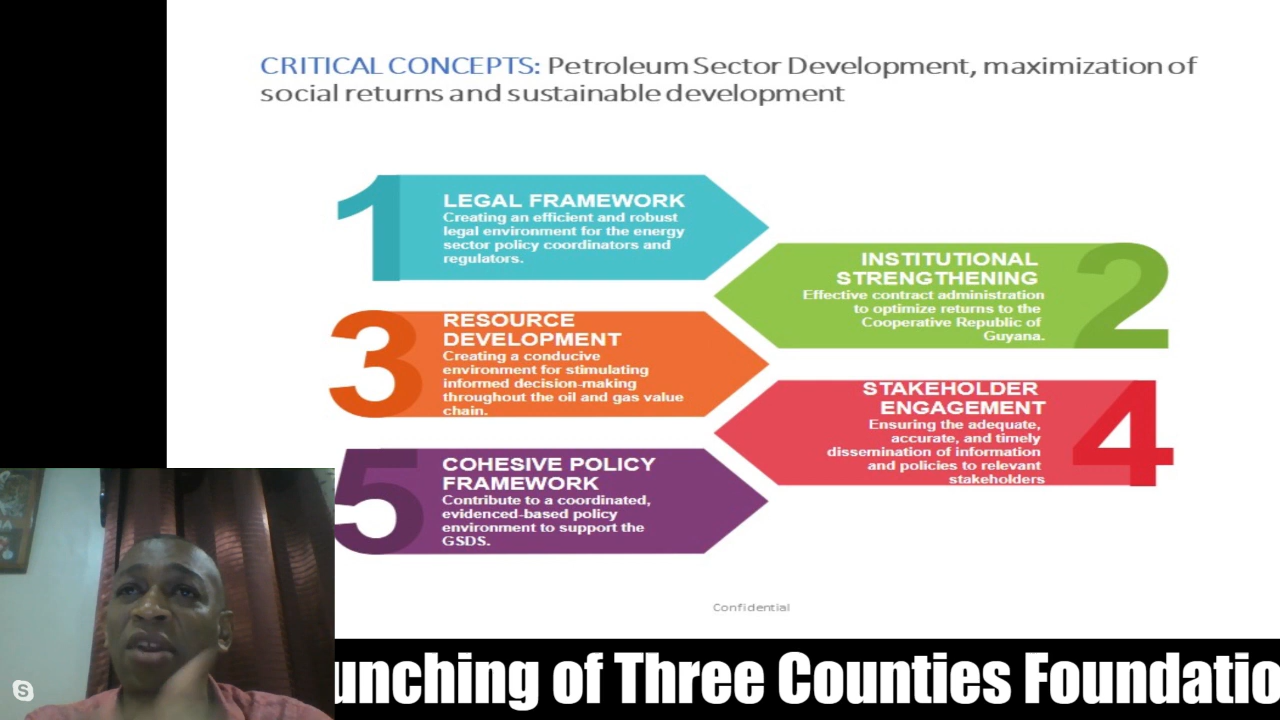 CRITICAL CONCEPTS: Petroleum Sector Development, maximization of
social returns and sustainable development
1
LEGAL FRAMEWORK
Creating an efficient and robust
legal environment for the energy
sector policy coordinators and
regulators.
2
INSTITUTIONAL
STRENGTHENING
Effective contract administration
to optimize returns to the
Cooperative Republic of
Guyana.
3
RESOURCE
DEVELOPMENT
Creating a conducive
environment for stimulating
informed decision-making
throughout the oil and gas value
chain.
4
STAKEHOLDER
ENGAGEMENT
Ensuring the adequate,
accurate, and timely
dissemination of information
and policies to relevant
stakeholders
5
COHESIVE POLICY
FRAMEWORK
Contribute to a coordinated,
evidenced-based policy
environment to support the
GSDS.
Confidential
unching of Three Counties Foundatio
S